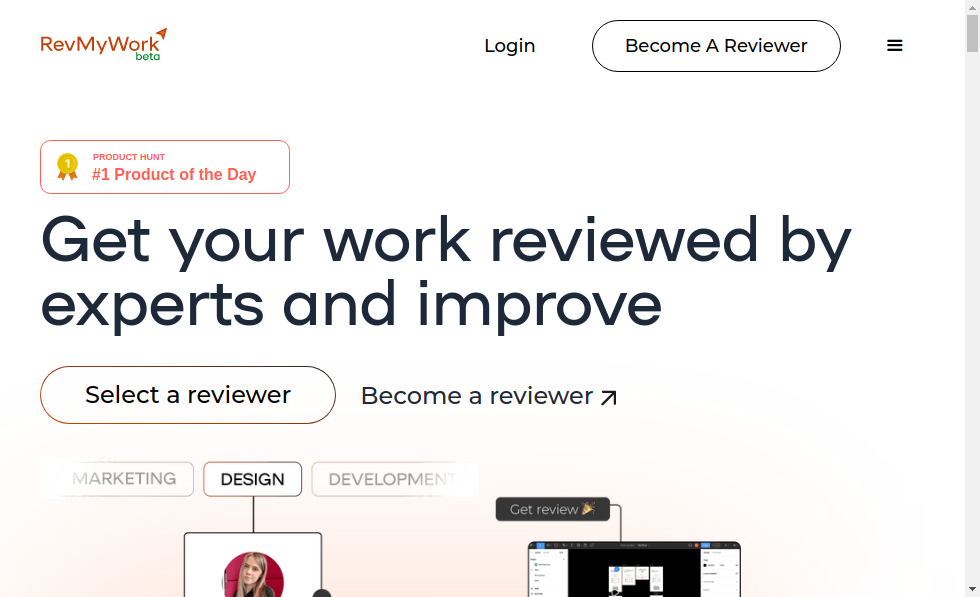 RevMyWork
beta
Login
Become A Reviewer
1
PRODUCT HUNT
#1 Product of the Day
Get your work reviewed by
experts and improve
Select a reviewer
Become a reviewer
MARKETING
DESIGN
DEVELOPMENT
Get review